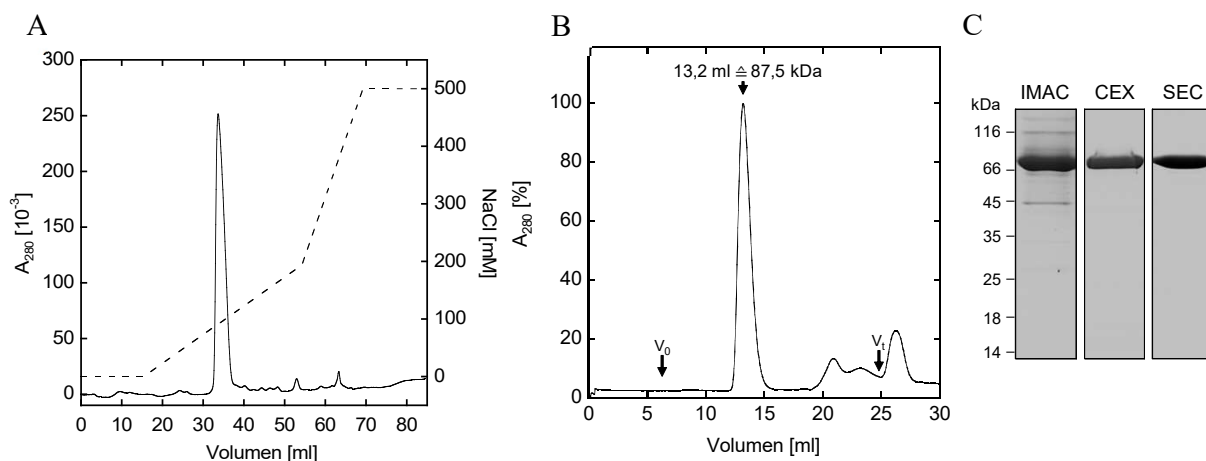 A
300
250
200
150
100
50
0
A280 [10-3]
500
400
300
200
100
0
NaCl [mM]
0 10 20 30 40 50 60 70 80
Volumen [ml]
B
13,2 ml ≙ 87,5 kDa
100
80
60
40
20
0
A280 [%]
V0
Vt
0 5 10 15 20 25 30
Volumen [ml]
C
IMAC CEX SEC
kDa
116
66
45
35
25
18
14